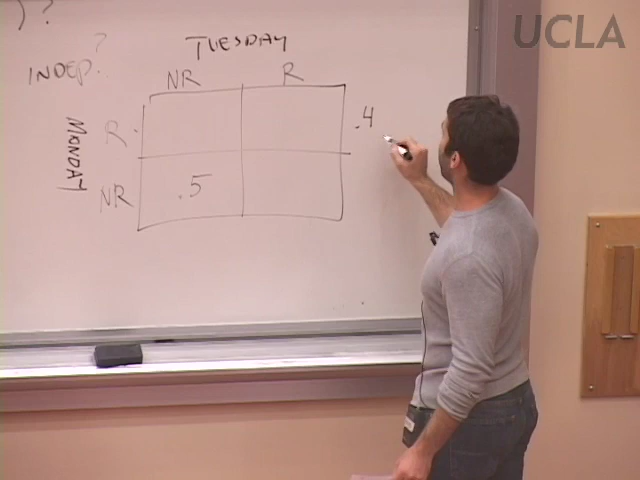 ) ?
UCLA
?
TUESDAY
INDEP.
NR R
MONDAY
R
.4
NR
.5